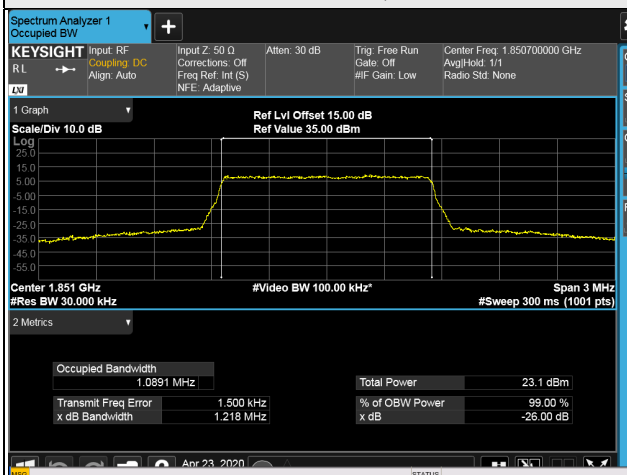 Spectrum Analyzer 1
Occupied BW
KEYSIGHT
R L
LXI
Input: RF
Coupling: DC
Align: Auto
Input Z: 50 Ω
Corrections: Off
Freq Ref: Int (S)
NFE: Adaptive
Atten: 30 dB
Trig: Free Run
Gate: Off
#IF Gain: Low
Center Freq: 1.850700000 GHz
Avg|Hold: 1/1
Radio Std: None
1 Graph
Scale/Div 10.0 dB
Ref Lvl Offset 15.00 dB
Ref Value 35.00 dBm
Log
25.0
15.0
5.00
-5.00
-15.0
-25.0
-35.0
-45.0
-55.0
Center 1.851 GHz
#Res BW 30.000 kHz
#Video BW 100.00 kHz*
Span 3 MHz
#Sweep 300 ms (1001 pts)
2 Metrics
Occupied Bandwidth
1.0891 MHz
Total Power 23.1 dBm
Transmit Freq Error 1.500 kHz
% of OBW Power 99.00 %
x dB Bandwidth 1.218 MHz
x dB -26.00 dB
Apr 23, 2020
MSG
STATUS